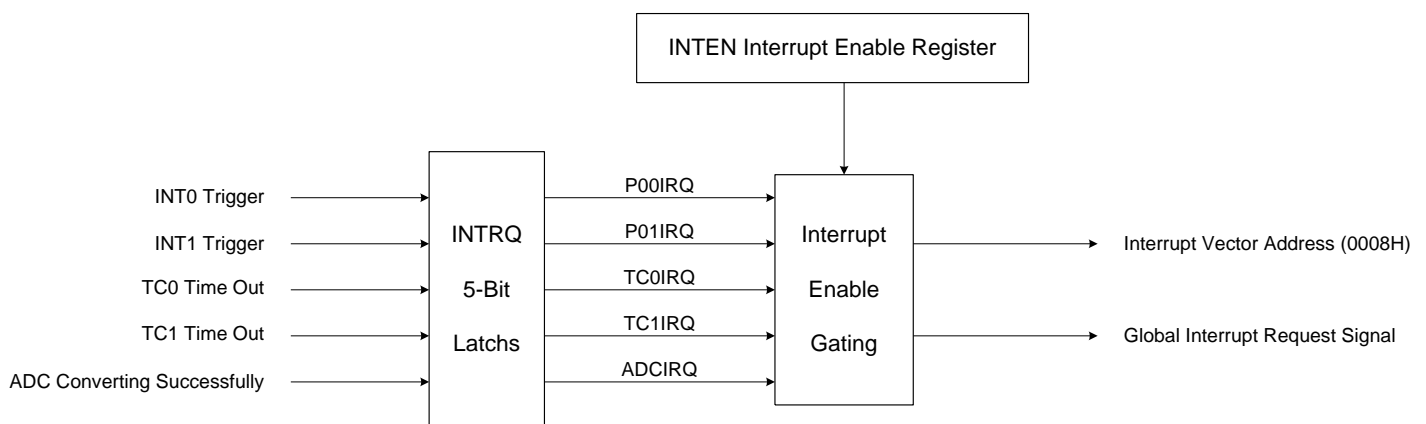 INTEN Interrupt Enable Register
INT0 Trigger
INT1 Trigger
TC0 Time Out
TC1 Time Out
ADC Converting Successfully
INTRQ
5-Bit
Latchs
P00IRQ
P01IRQ
TC0IRQ
TC1IRQ
ADCIRQ
Interrupt
Enable
Gating
Interrupt Vector Address (0008H)
Global Interrupt Request Signal